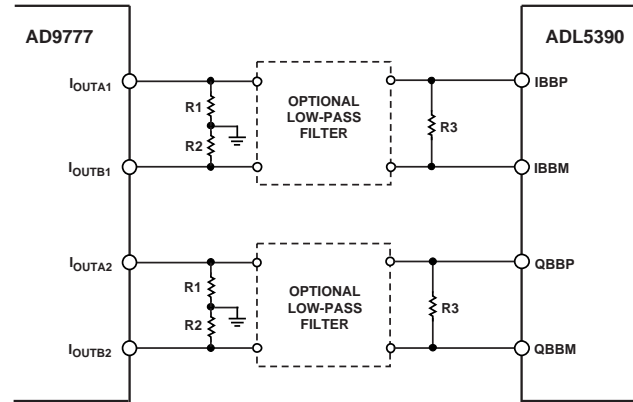 AD9777
ADL5390
IOUTA1
R1
R2
IOUTB1
OPTIONAL
LOW-PASS
FILTER
R3
IBBP
IBBM
IOUTA2
R1
R2
IOUTB2
OPTIONAL
LOW-PASS
FILTER
R3
QBBP
QBBM